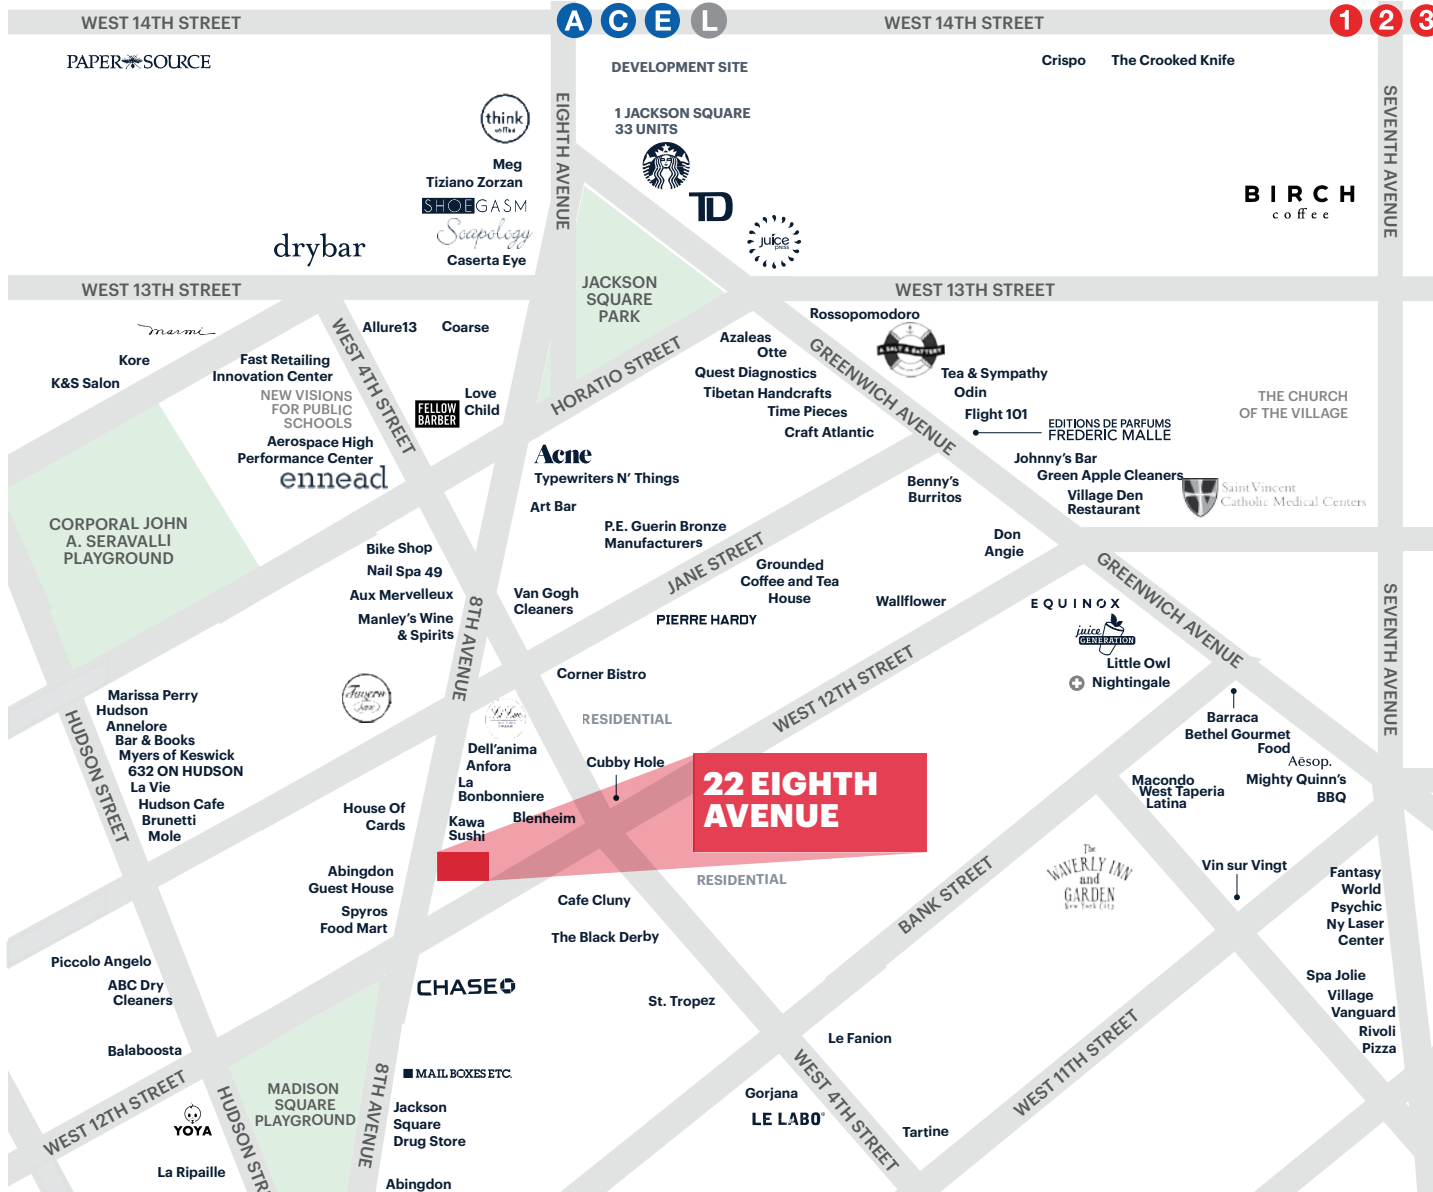 WEST 14TH STREET
A C E L
WEST 14TH STREET
1 2 3
PAPER SOURCE
DEVELOPMENT SITE
Crispo
The Crooked Knife
EIGHTH AVENUE
SEVENTH AVENUE
think
coffee
1 JACKSON SQUARE
33 UNITS
Meg
Tiziano Zorzan
SHOEGASM
Soapology
Caserta Eye
drybar
TD
juice
press
BIRCH
coffee
WEST 13TH STREET
JACKSON
SQUARE
PARK
WEST 13TH STREET
marmi
Kore
K&S Salon
WEST 4TH STREET
Allure13
Coarse
Fast Retailing
Innovation Center
NEW VISIONS
FOR PUBLIC
SCHOOLS
Aerospace High
Performance Center
ennead
FELLOW
BARBER
Love
Child
HORATIO STREET
Azaleas
Otte
Quest Diagnostics
Tibetan Handcrafts
Time Pieces
Craft Atlantic
Rossopomodoro
A SALT & BATTERY
GREENWICH AVENUE
Tea & Sympathy
Odin
Flight 101
EDITIONS DE PARFUMS
FREDERIC MALLE
THE CHURCH
OF THE VILLAGE
Johnny's Bar
Green Apple Cleaners
Village Den
Restaurant
Saint Vincent
Catholic Medical Centers
Acne
Typewriters N' Things
Art Bar
P.E. Guerin Bronze
Manufacturers
Benny's
Burritos
Don
Angie
CORPORAL JOHN
A. SERAVALLI
PLAYGROUND
Bike Shop
Nail Spa 49
Aux Mervelleux
Manley's Wine
& Spirits
8TH AVENUE
Van Gogh
Cleaners
JANE STREET
Grounded
Coffee and Tea
House
PIERRE HARDY
Wallflower
GREENWICH AVENUE
SEVENTH AVENUE
EQUINOX
juice
GENERATION
Little Owl
Nightingale
Corner Bistro
RESIDENTIAL
WEST 12TH STREET
HUDSON STREET
Marissa Perry
Hudson
Annelore
Bar & Books
Myers of Keswick
632 ON HUDSON
La Vie
Hudson Cafe
Brunetti
Mole
Dell'anima
Anfora
La
Bonbonniere
Blenheim
Kawa
Sushi
Cubby Hole
22 EIGHTH
AVENUE
Barraca
Bethel Gourmet
Food
Aēsop.
Mighty Quinn's
BBQ
Macondo
West Taperia
Latina
House Of
Cards
Abingdon
Guest House
Spyros
Food Mart
RESIDENTIAL
Cafe Cluny
The Black Derby
BANK STREET
The
WAVERLY INN
and
GARDEN
New York City
Vin sur Vingt
Fantasy
World
Psychic
Ny Laser
Center
Spa Jolie
Village
Vanguard
Rivoli
Pizza
Piccolo Angelo
ABC Dry
Cleaners
CHASE
St. Tropez
Le Fanion
WEST 11TH STREET
Balaboosta
WEST 12TH STREET
YOYA
La Ripaille
HUDSON STR
MADISON
SQUARE
PLAYGROUND
8TH AVENUE
MAIL BOXES ETC.
Jackson
Square
Drug Store
Abingdon
Gorjana
LE LABO
WEST 4TH STREET
Tartine